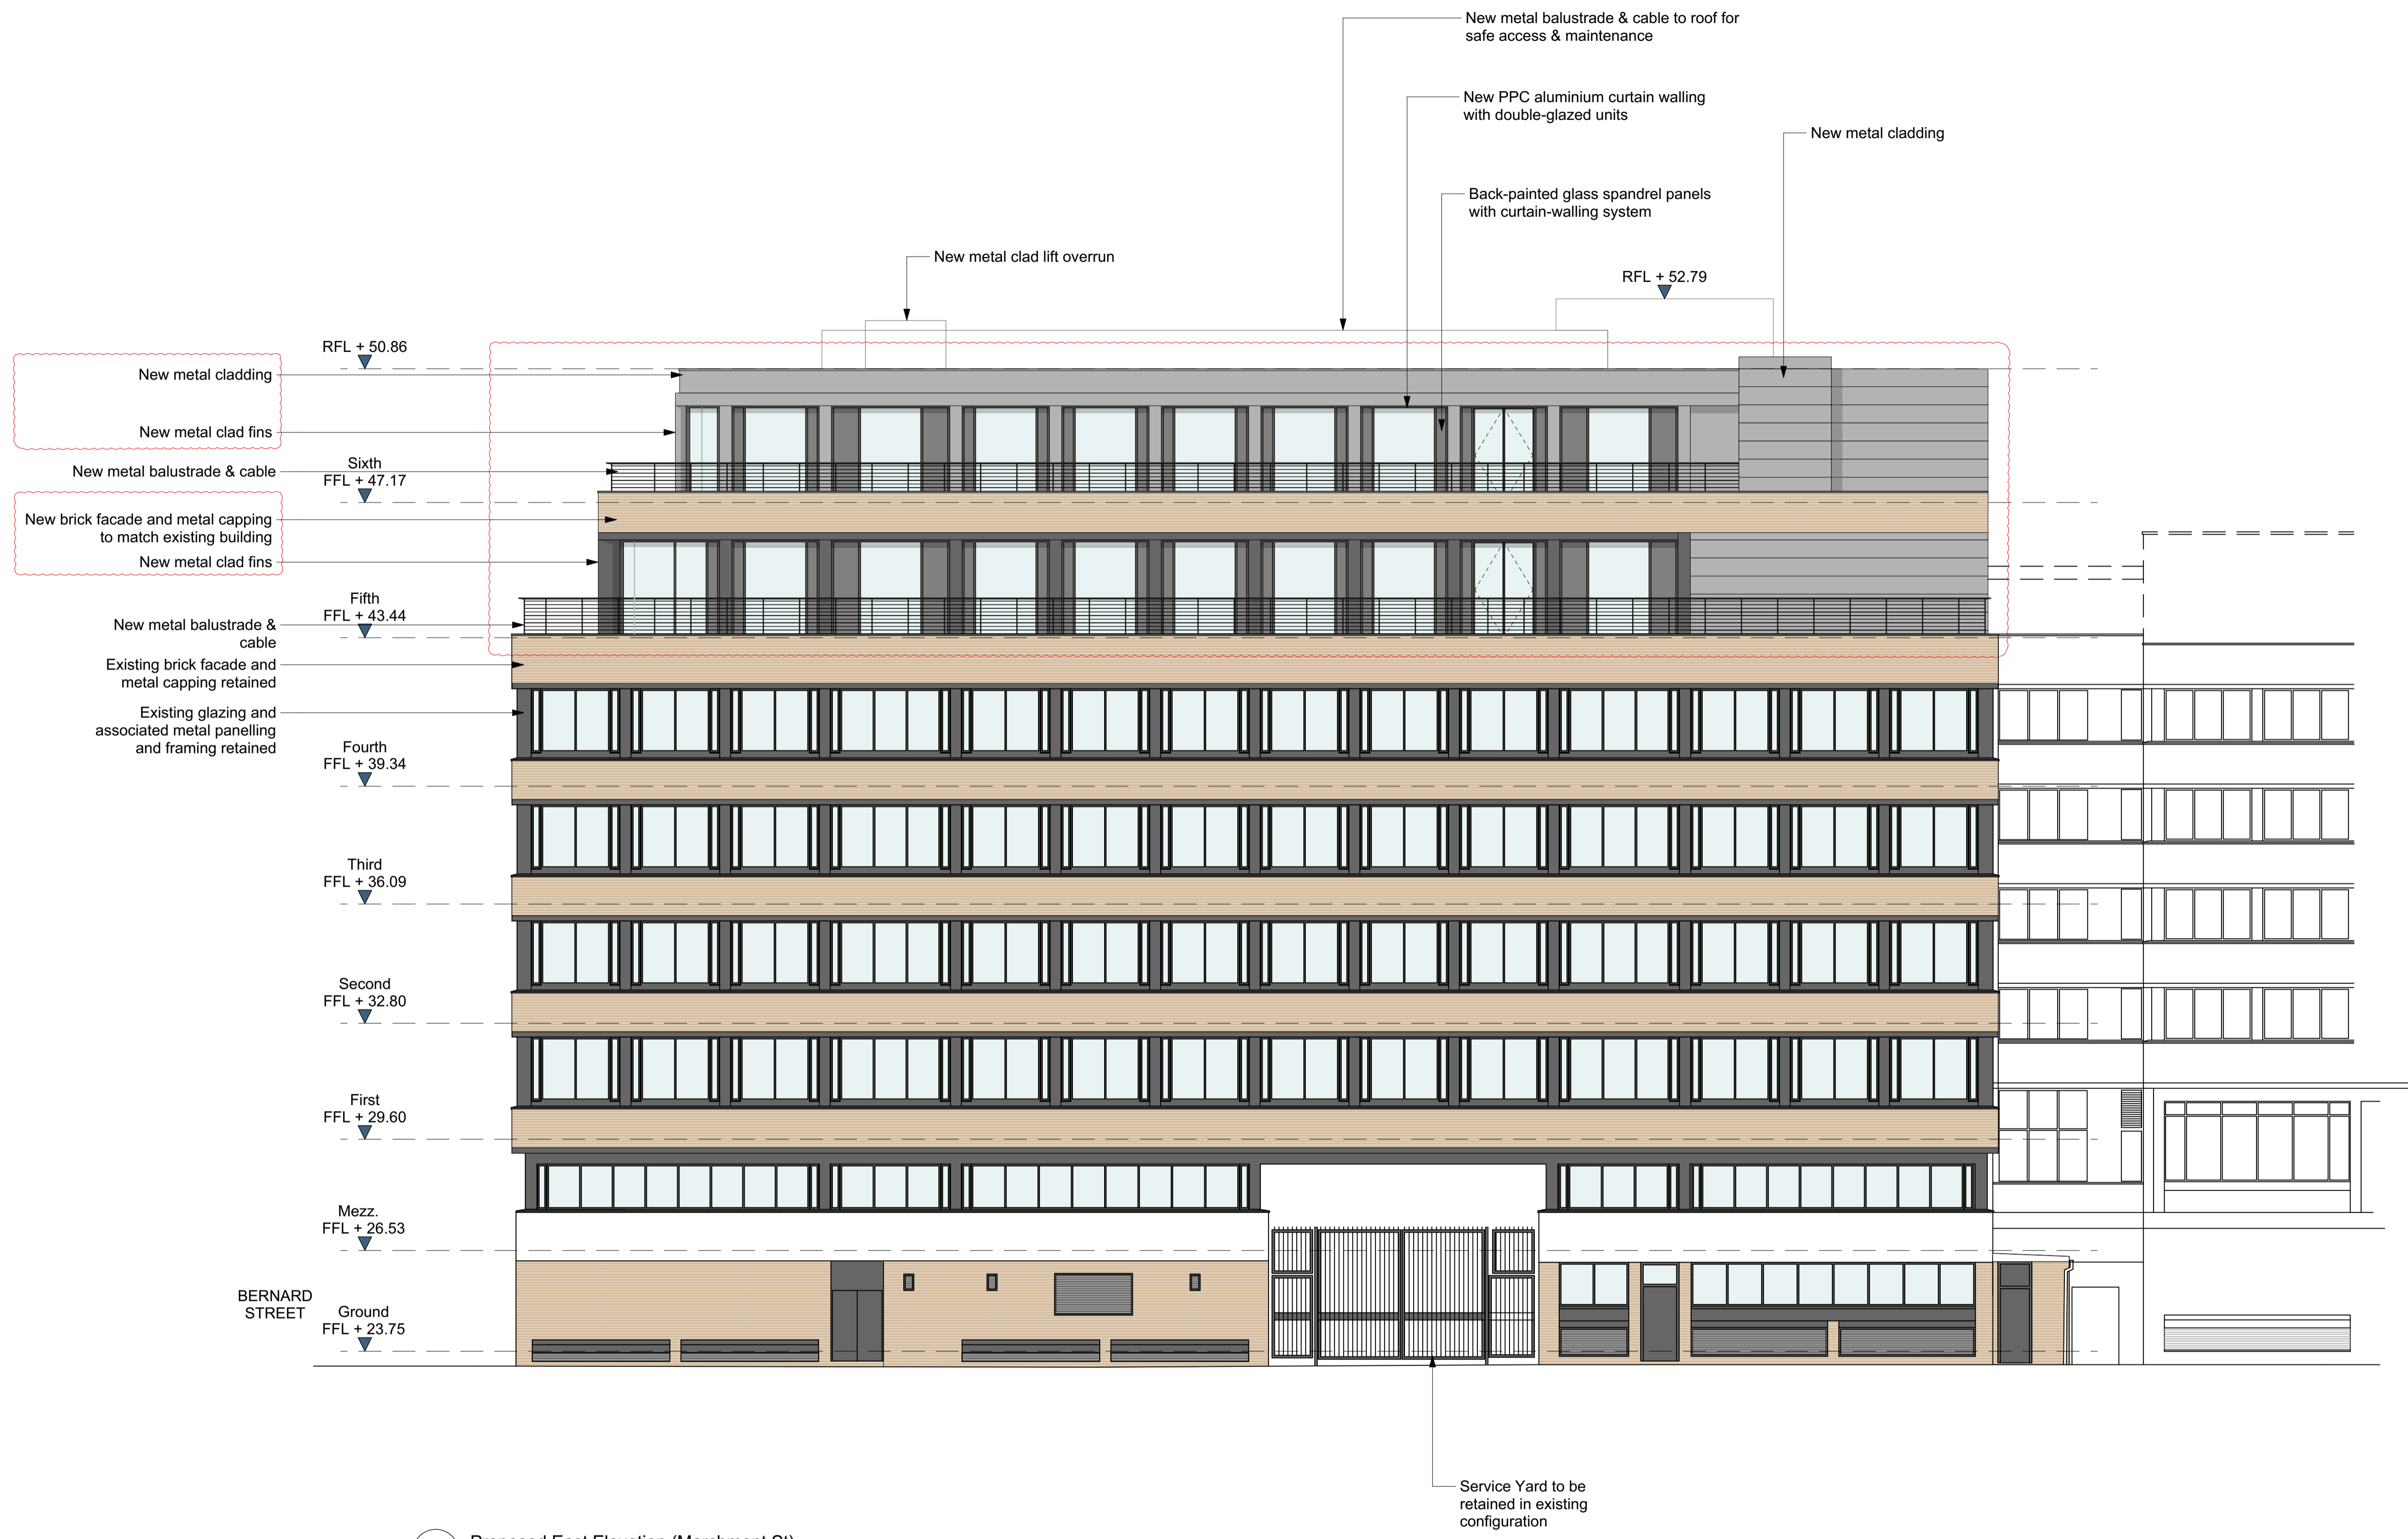 New metal balustrade & cable to roof for
safe access & maintenance
New PPC aluminium curtain walling
with double-glazed units
New metal cladding
Back-painted glass spandrel panels
with curtain-walling system
New metal clad lift overrun
RFL + 52.79
RFL + 50.86
New metal cladding
New metal clad fins
New metal balustrade & cable
Sixth
FFL + 47.17
New brick facade and metal capping
to match existing building
New metal clad fins
Fifth
FFL + 43.44
New metal balustrade &
cable
Existing brick facade and
metal capping retained
Existing glazing and
associated metal panelling
and framing retained
Fourth
FFL + 39.34
Third
FFL + 36.09
Second
FFL + 32.80
First
FFL + 29.60
Mezz.
FFL + 26.53
BERNARD
STREET
Ground
FFL + 23.75
Service Yard to be
retained in existing
configuration
Proposed East Elevation (Marchmont St)